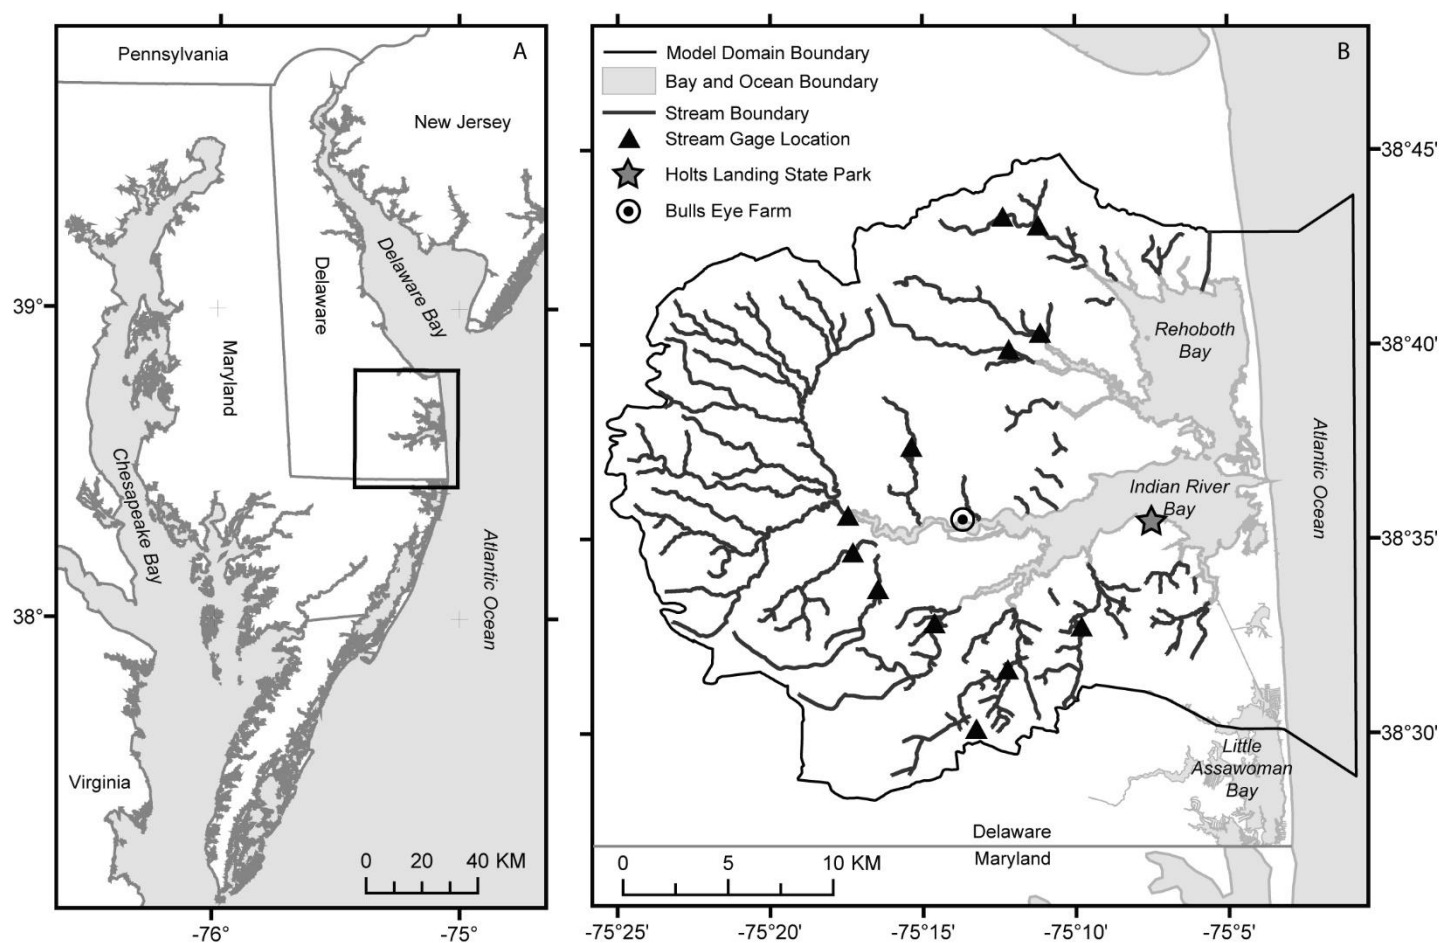 A
Pennsylvania
New Jersey
Delaware Bay
Delaware
Maryland
Chesapeake Bay
Atlantic Ocean
Virginia
39°
38°
0 20 40 KM
-76°
-75°
B
Model Domain Boundary
Bay and Ocean Boundary
Stream Boundary
Stream Gage Location
Holts Landing State Park
Bulls Eye Farm
Rehoboth
Bay
Indian River
Bay
Atlantic Ocean
Little
Assawoman
Bay
Delaware
Maryland
0 5 10 KM
38°45'
38°40'
38°35'
38°30'
-75°25'
-75°20'
-75°15'
-75°10'
-75°5'